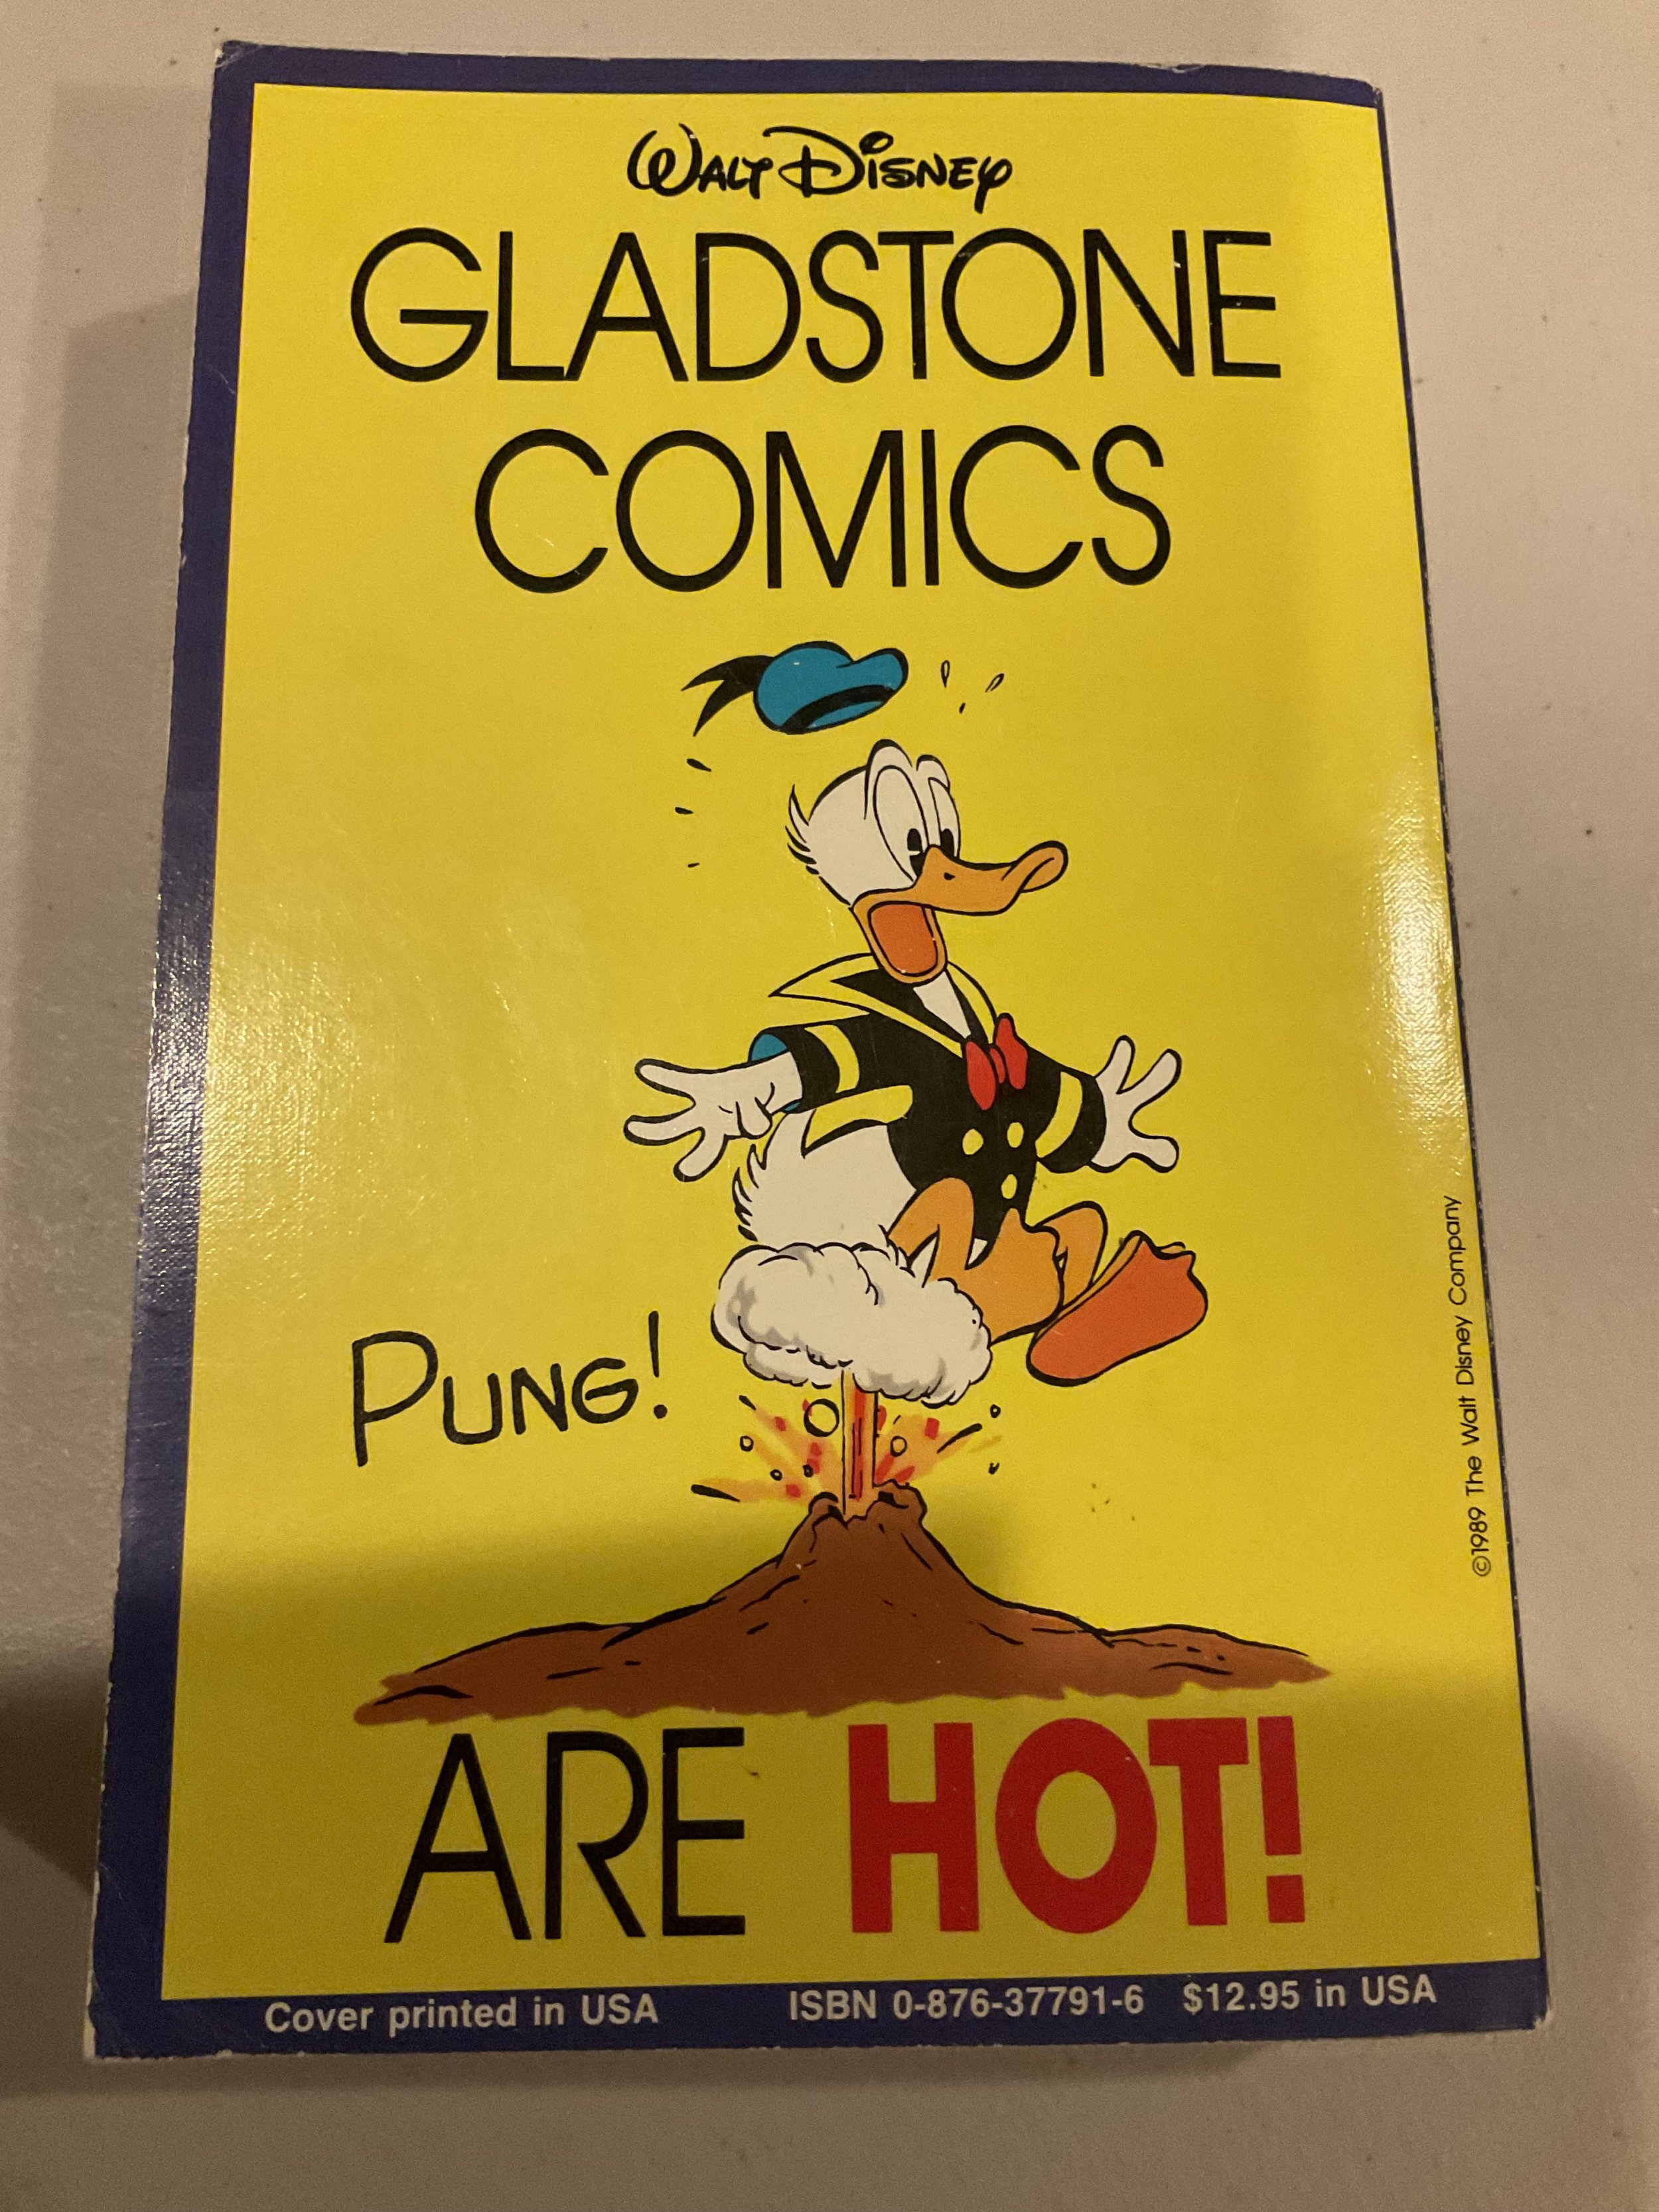 WALT DISNEY
GLADSTONE
COMICS
PUNG!
©1989 The Walt Disney Company
ARE HOT!
Cover printed in USA ISBN 0-876-37791-6 $12.95 in USA